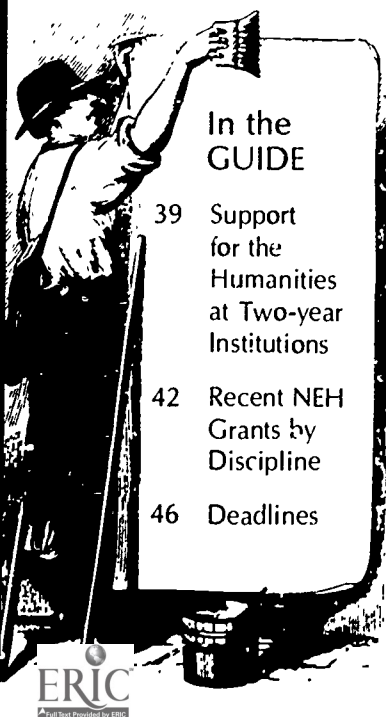 In the
GUIDE
39 Support
for the
Humanities
at Two-year
Institutions
42 Recent NEH
Grants by
Discipline
46 Deadlines
ERIC
Full Text Provided by ERIC